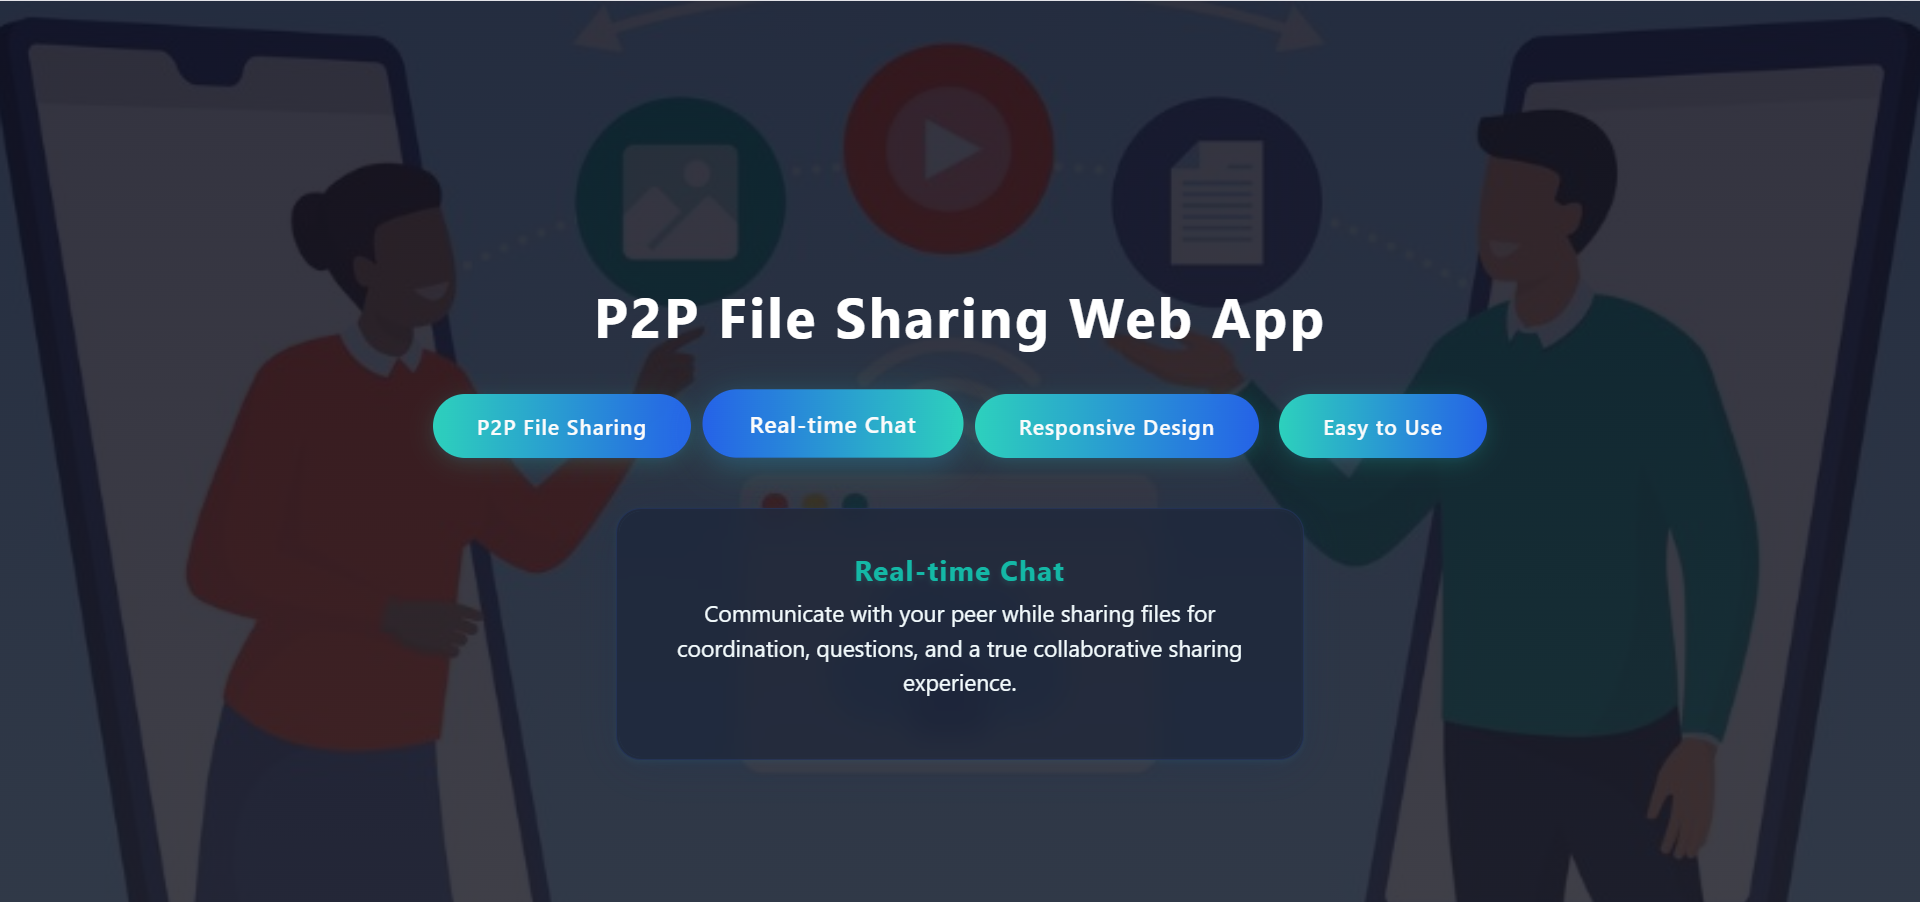 P2P File Sharing Web App
P2P File Sharing
Real-time Chat
Responsive Design
Easy to Use
Real-time Chat
Communicate with your peer while sharing files for
coordination, questions, and a true collaborative sharing
experience.